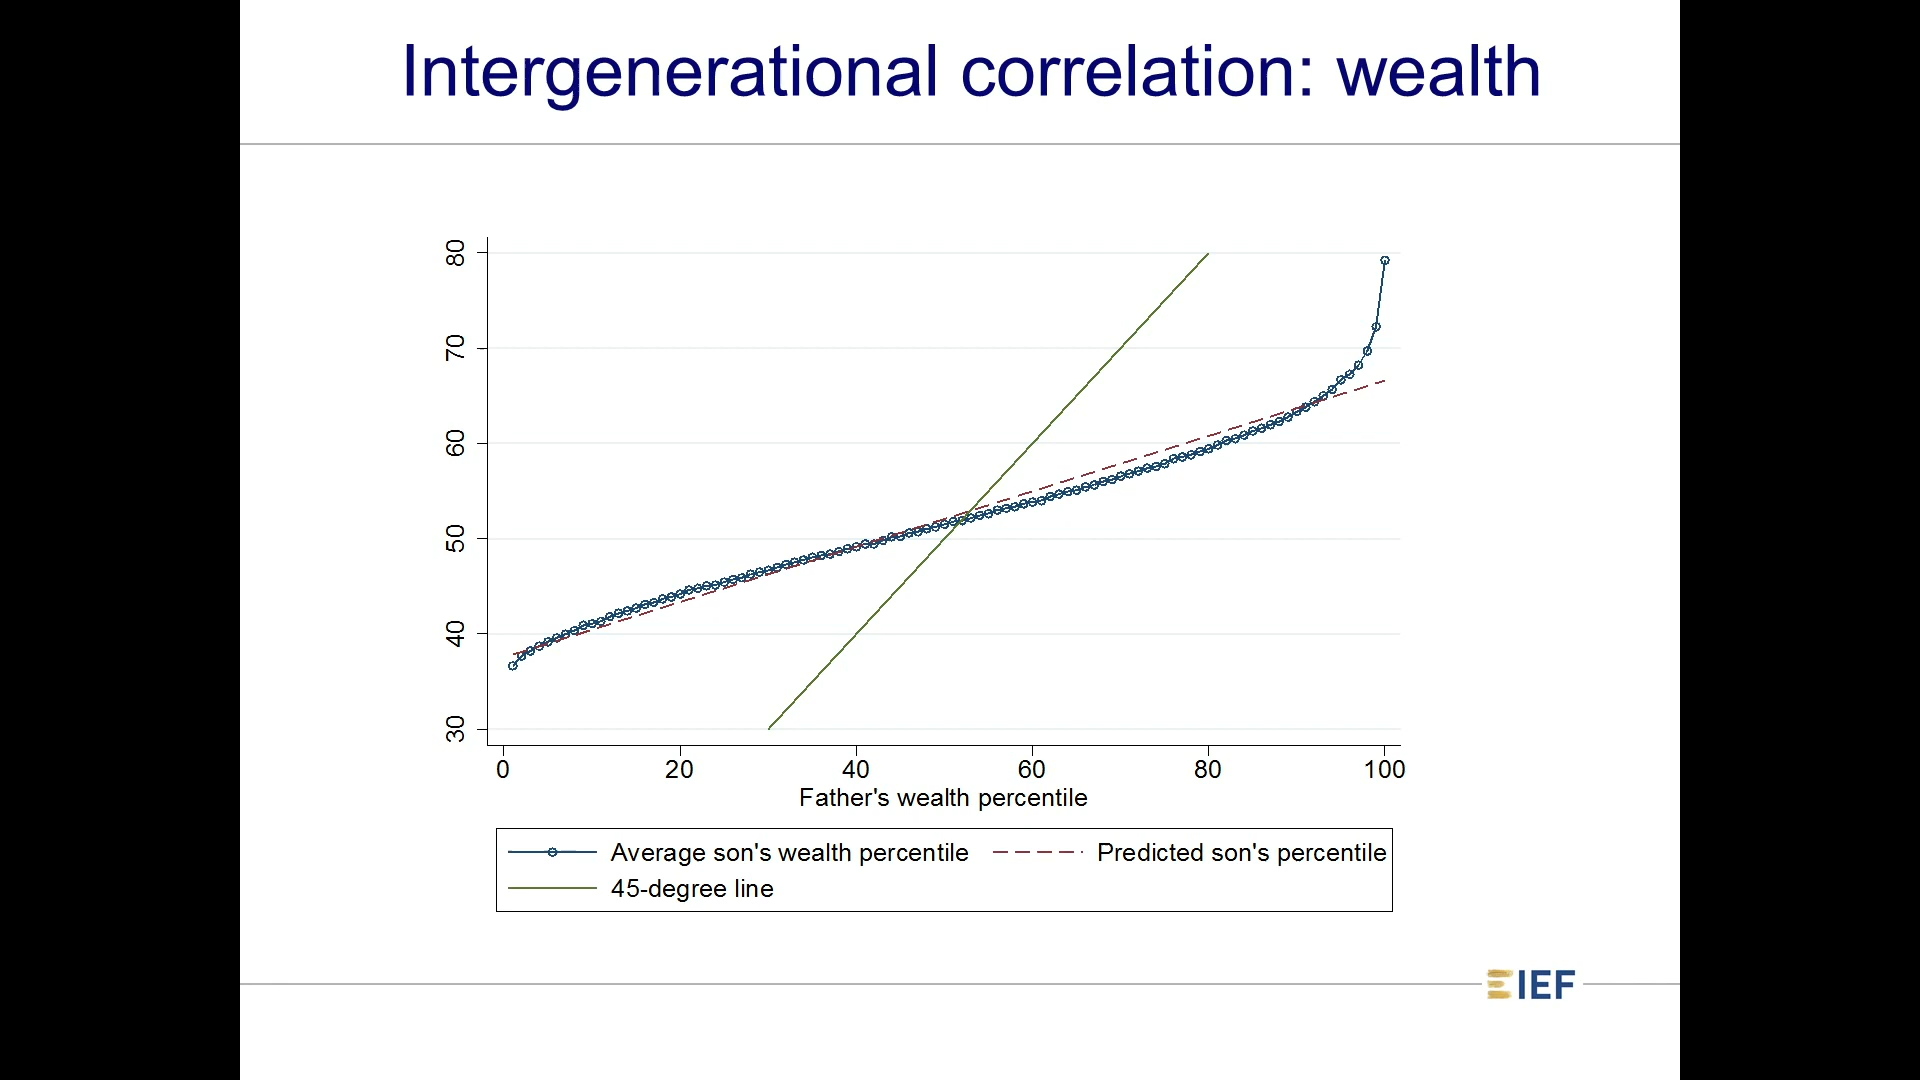 Intergenerational correlation: wealth
80
70
60
50
40
30
0 20 40 60 80 100
Father's wealth percentile
Average son's wealth percentile Predicted son's percentile
45-degree line
EIEF